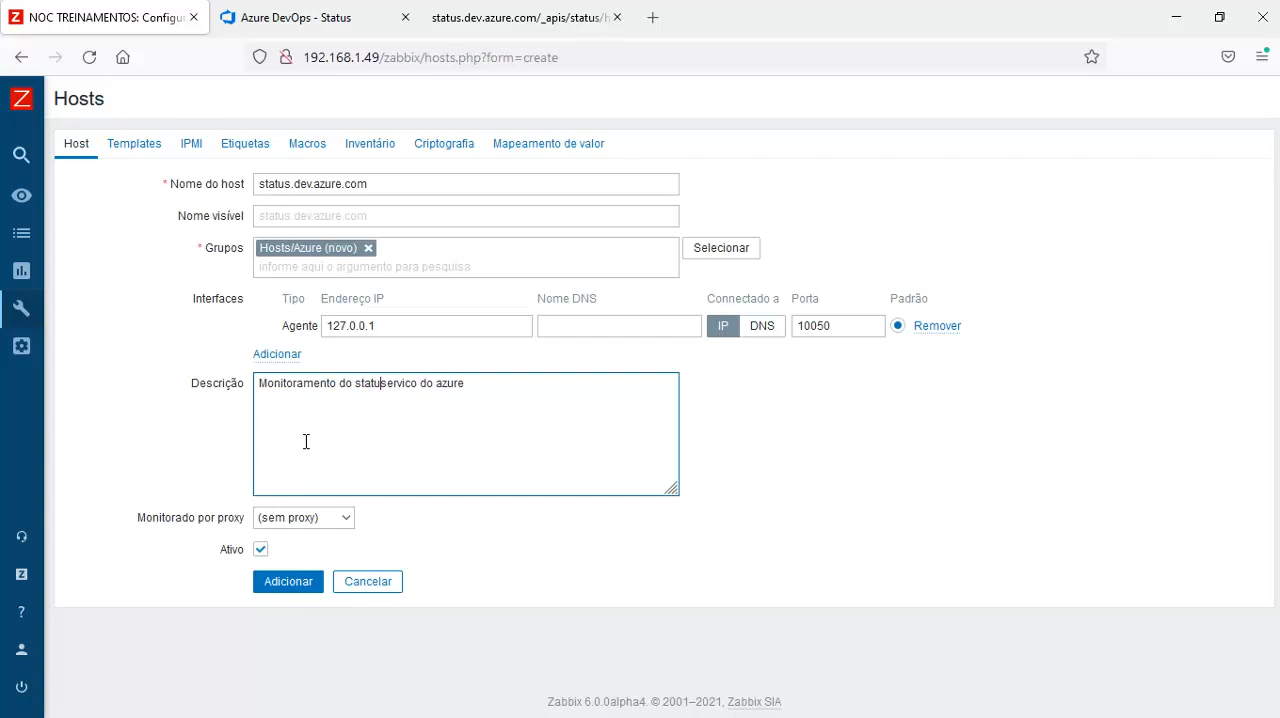 NOC TREINAMENTOS: Configu
Azure DevOps - Status
status.dev.azure.com/_apis/status/h
192.168.1.49/zabbix/hosts.php?form=create
Z
Hosts
Host Templates IPMI Etiquetas Macros Inventário Criptografia Mapeamento de valor
* Nome do host status.dev.azure.com
Nome visível status.dev.azure.com
* Grupos Hosts/Azure (novo) Selecionar
informe aqui o argumento para pesquisa
Interfaces Tipo Endereço IP Nome DNS Conectado a Porta Padrão
Agente 127.0.0.1 IP DNS 10050 Remover
Adicionar
Descrição Monitoramento do statuservico do azure
Monitorado por proxy (sem proxy)
Ativo
Adicionar Cancelar
Zabbix 6.0.0alpha4. © 2001–2021, Zabbix SIA